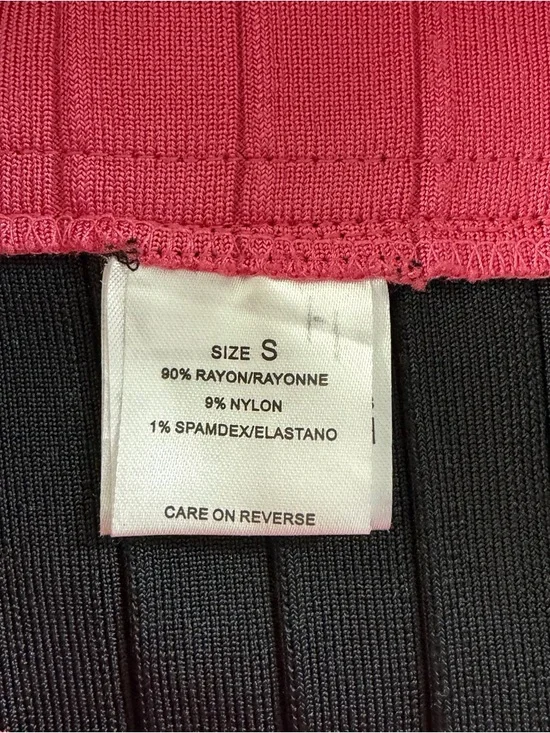 SIZE S
90% RAYON/RAYONNE
9% NYLON
1% SPAMDEX/ELASTANO
CARE ON REVERSE